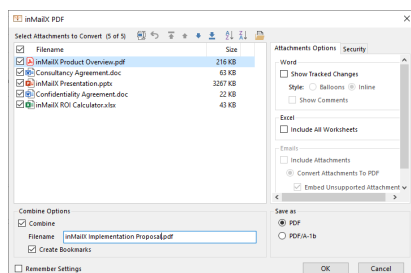 inMailX PDF
Select Attachments to Convert (5 of 5)
Filename Size
inMailX Product Overview.pdf 216 KB
Consultancy Agreement.doc 63 KB
inMailX Presentation.pptx 3267 KB
Confidentiality Agreement.doc 22 KB
inMailX ROI Calculator.xlsx 43 KB
Attachments Options Security
Word
Show Tracked Changes
Style: Balloons Inline
Show Comments
Excel
Include All Worksheets
Emails
Include Attachments
Convert Attachments To PDF
Embed Unsupported Attachment
Combine Options
Combine
Filename inMailX Implementation Proposal.pdf
Create Bookmarks
Save as
PDF
PDF/A-1b
Remember Settings
OK Cancel